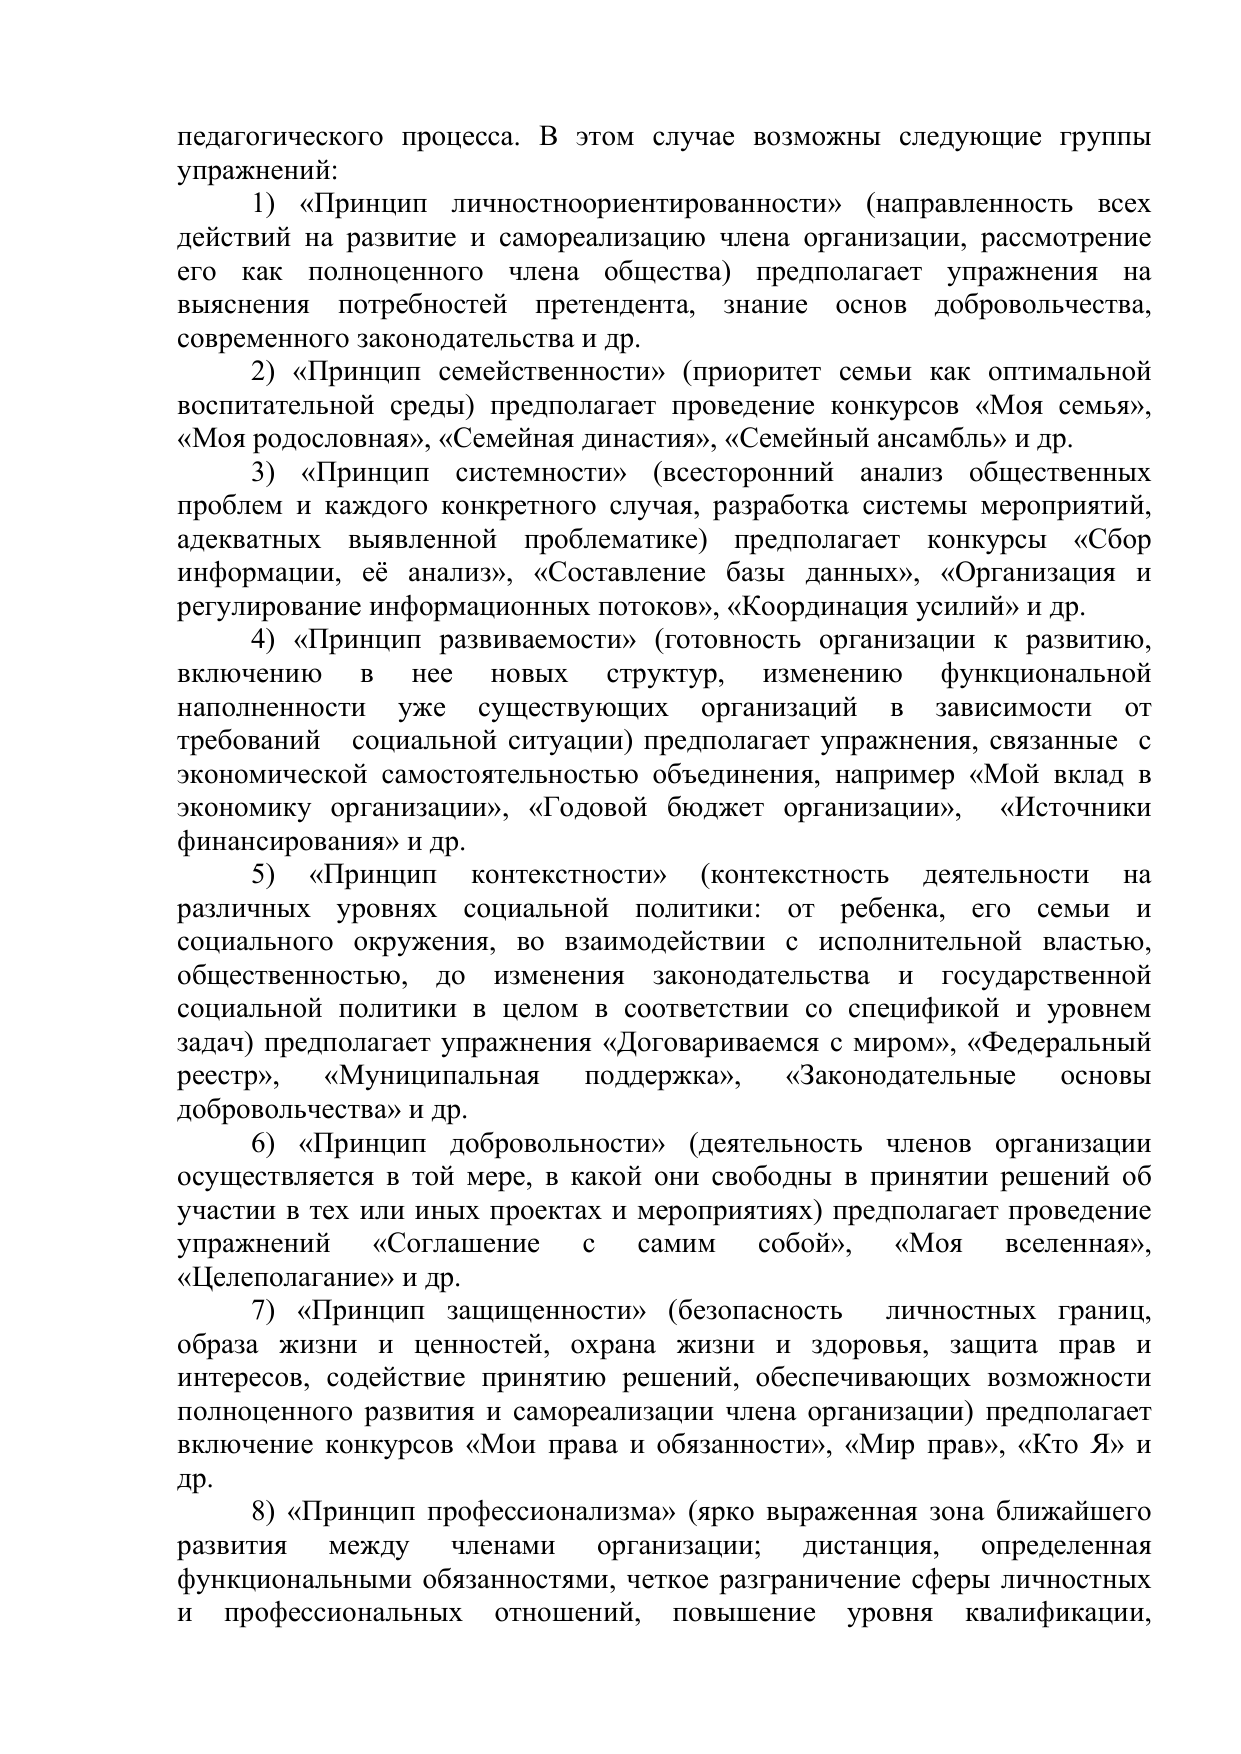 педагогического процесса. В этом случае возможны следующие группы
упражнений:
1) «Принцип личностноориентированности» (направленность всех
действий на развитие и самореализацию члена организации, рассмотрение
его как полноценного члена общества) предполагает упражнения на
выяснения потребностей претендента, знание основ добровольчества,
современного законодательства и др.
2) «Принцип семейственности» (приоритет семьи как оптимальной
воспитательной среды) предполагает проведение конкурсов «Моя семья»,
«Моя родословная», «Семейная династия», «Семейный ансамбль» и др.
3) «Принцип системности» (всесторонний анализ общественных
проблем и каждого конкретного случая, разработка системы мероприятий,
адекватных выявленной проблематике) предполагает конкурсы «Сбор
информации, её анализ», «Составление базы данных», «Организация и
регулирование информационных потоков», «Координация усилий» и др.
4) «Принцип развиваемости» (готовность организации к развитию,
включению в нее новых структур, изменению функциональной
наполненности уже существующих организаций в зависимости от
требований социальной ситуации) предполагает упражнения, связанные с
экономической самостоятельностью объединения, например «Мой вклад в
экономику организации», «Годовой бюджет организации», «Источники
финансирования» и др.
5) «Принцип контекстности» (контекстность деятельности на
различных уровнях социальной политики: от ребенка, его семьи и
социального окружения, во взаимодействии с исполнительной властью,
общественностью, до изменения законодательства и государственной
социальной политики в целом в соответствии со спецификой и уровнем
задач) предполагает упражнения «Договариваемся с миром», «Федеральный
реестр», «Муниципальная поддержка», «Законодательные основы
добровольчества» и др.
6) «Принцип добровольности» (деятельность членов организации
осуществляется в той мере, в какой они свободны в принятии решений об
участии в тех или иных проектах и мероприятиях) предполагает проведение
упражнений «Соглашение с самим собой», «Моя вселенная»,
«Целеполагание» и др.
7) «Принцип защищенности» (безопасность личностных границ,
образа жизни и ценностей, охрана жизни и здоровья, защита прав и
интересов, содействие принятию решений, обеспечивающих возможности
полноценного развития и самореализации члена организации) предполагает
включение конкурсов «Мои права и обязанности», «Мир прав», «Кто Я» и
др.
8) «Принцип профессионализма» (ярко выраженная зона ближайшего
развития между членами организации; дистанция, определенная
функциональными обязанностями, четкое разграничение сферы личностных
и профессиональных отношений, повышение уровня квалификации,